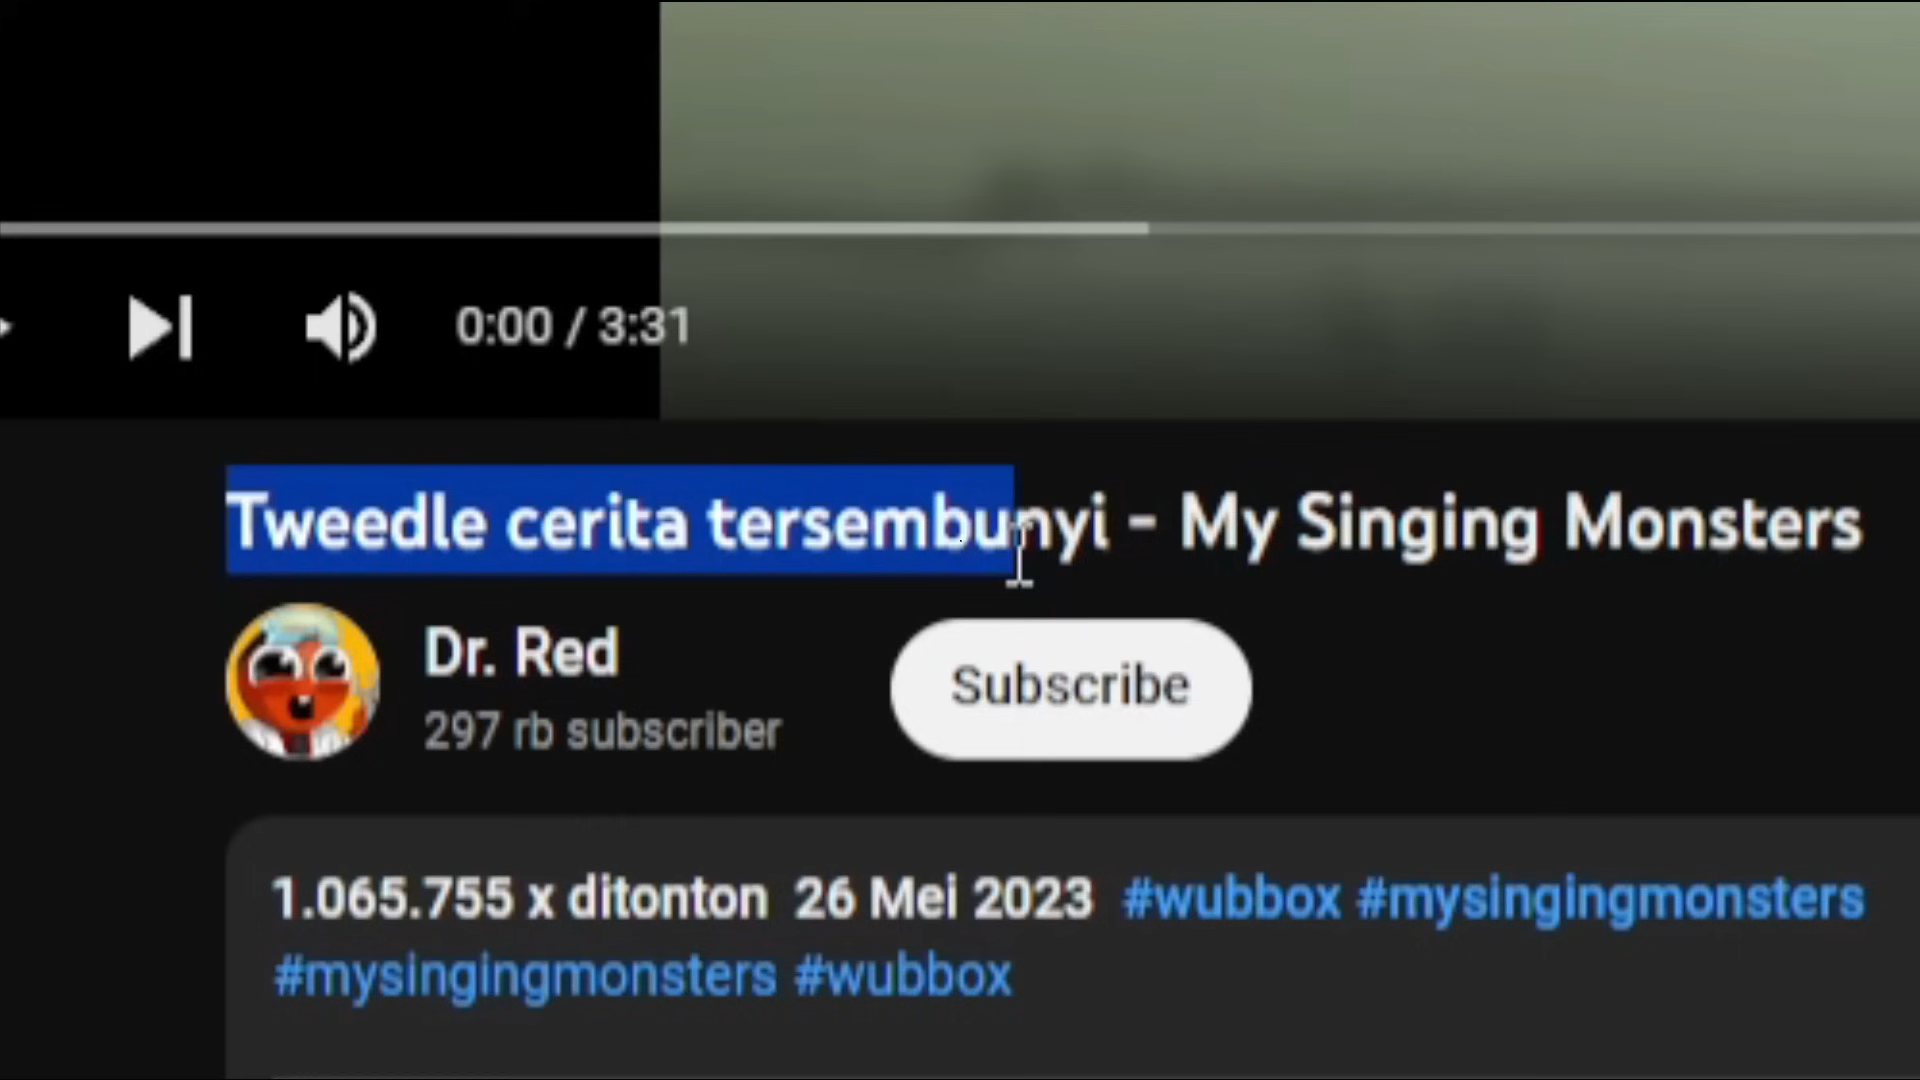 0:00 / 3:31
Tweedle cerita tersembunyi - My Singing Monsters
Dr. Red
297 rb subscriber
Subscribe
1.065.755 x ditonton 26 Mei 2023 #wubbox #mysingingmonsters
#mysingingmonsters #wubbox